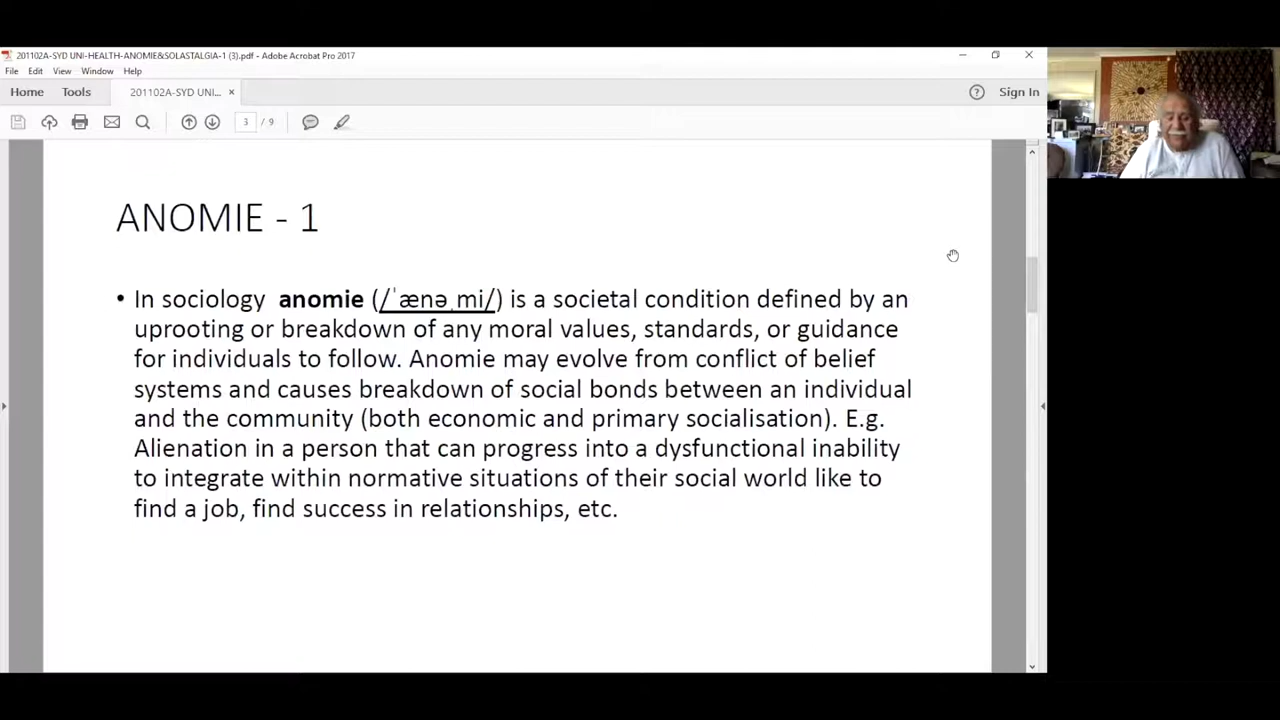 201102A-SYD UNI-HEALTH-ANOMIE&SOLASTALGIA-1 (3).pdf - Adobe Acrobat Pro 2017
File Edit View Window Help
Home Tools 201102A-SYD UNI... × Sign In
3 / 9
ANOMIE - 1
• In sociology anomie (/ˈænəˌmi/) is a societal condition defined by an
uprooting or breakdown of any moral values, standards, or guidance
for individuals to follow. Anomie may evolve from conflict of belief
systems and causes breakdown of social bonds between an individual
and the community (both economic and primary socialisation). E.g.
Alienation in a person that can progress into a dysfunctional inability
to integrate within normative situations of their social world like to
find a job, find success in relationships, etc.